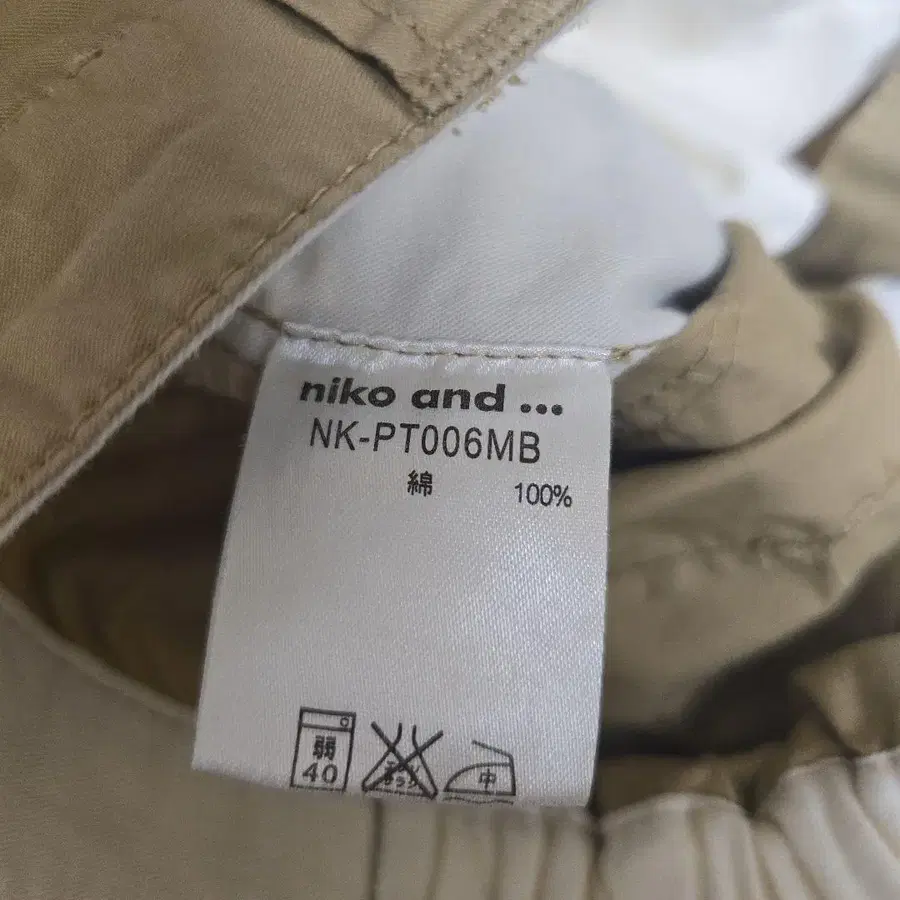 niko and ...
NK-PT006MB
綿 100%
弱
40
中